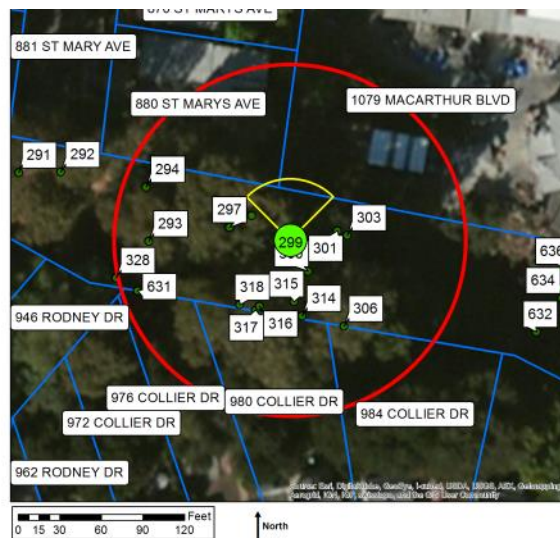 881 ST MARY AVE
880 ST MARYS AVE
1079 MACARTHUR BLVD
291
292
294
297
303
293
299
301
328
631
318
315
314
636
634
632
317
316
306
946 RODNEY DR
976 COLLIER DR
980 COLLIER DR
984 COLLIER DR
972 COLLIER DR
962 RODNEY DR
Feet
0 15 30 60 90 120
North